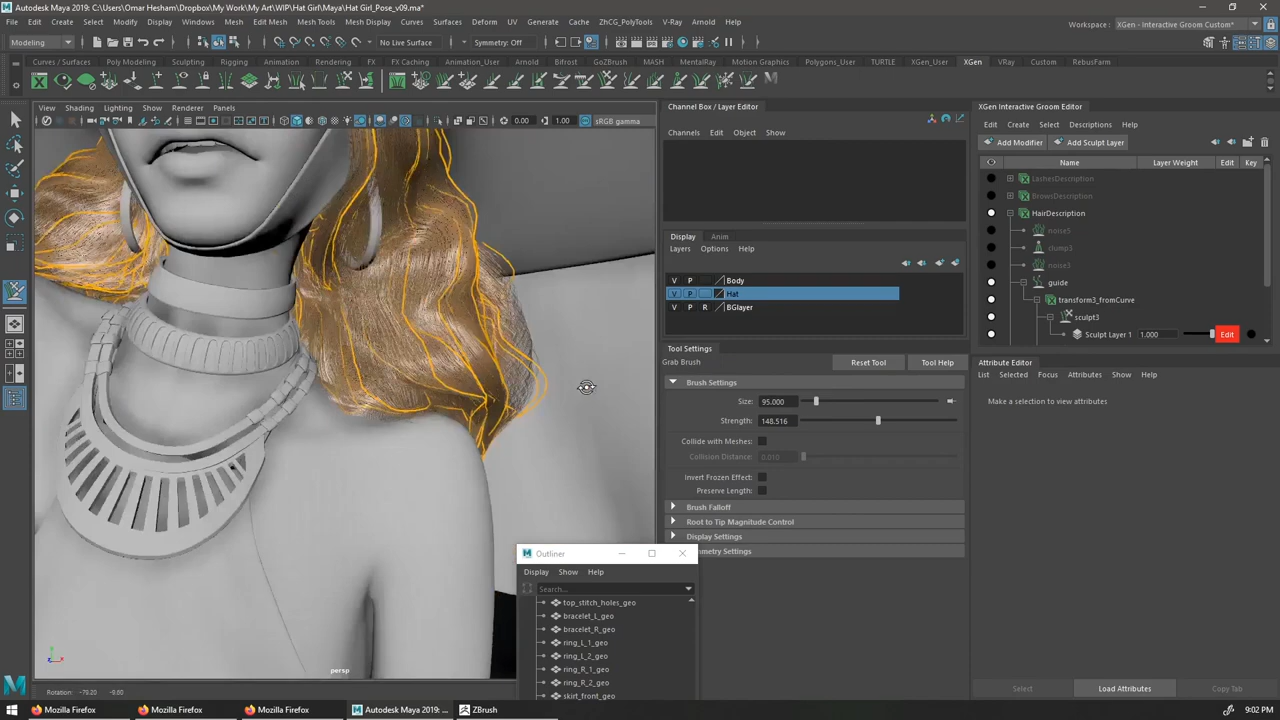 Autodesk Maya 2019: C:\Users\Omar Hesham\Dropbox\My Work\My Art\WIP\Hat Girl\Maya\Hat Girl_Pose_v09.ma*
File Edit Create Select Modify Display Windows Mesh Edit Mesh Mesh Tools Mesh Display Curves Surfaces Deform UV Generate Cache ZhCG_PolyTools V-Ray Arnold Help
Workspace : XGen - Interactive Groom Custom*
Modeling No Live Surface Symmetry: Off
Curves / Surfaces Poly Modeling Sculpting Rigging Animation Rendering FX FX Caching Animation_User Arnold Bifrost GoZBrush MASH MentalRay Motion Graphics Polygons_User TURTLE XGen_User XGen VRay Custom RebusFarm
View Shading Lighting Show Renderer Panels
0.00 1.00 sRGB gamma
persp
Rotation: -79.20 -9.60
Channel Box / Layer Editor
Channels Edit Object Show
Display Anim
Layers Options Help
V P Body
V P Hat
V P R BGlayer
Tool Settings
Grab Brush Reset Tool Tool Help
Brush Settings
Size: 95.000
Strength: 148.516
Collide with Meshes:
Collision Distance: 0.010
Invert Frozen Effect:
Preserve Length:
Brush Falloff
Root to Tip Magnitude Control
Display Settings
mmetry Settings
Outliner
Display Show Help
Search...
top_stitch_holes_geo
bracelet_L_geo
bracelet_R_geo
ring_L_1_geo
ring_L_2_geo
ring_R_1_geo
ring_R_2_geo
skirt_front_geo
XGen Interactive Groom Editor
Edit Create Select Descriptions Help
Add Modifier Add Sculpt Layer
Name Layer Weight Edit Key
LashesDescription
BrowsDescription
HairDescription
noise5
clump3
noise3
guide
transform3_fromCurve
sculpt3
Sculpt Layer 1 1.000 Edit
Attribute Editor
List Selected Focus Attributes Show Help
Make a selection to view attributes
Select Load Attributes Copy Tab
Mozilla Firefox Mozilla Firefox Mozilla Firefox Autodesk Maya 2019: ... ZBrush 9:02 PM